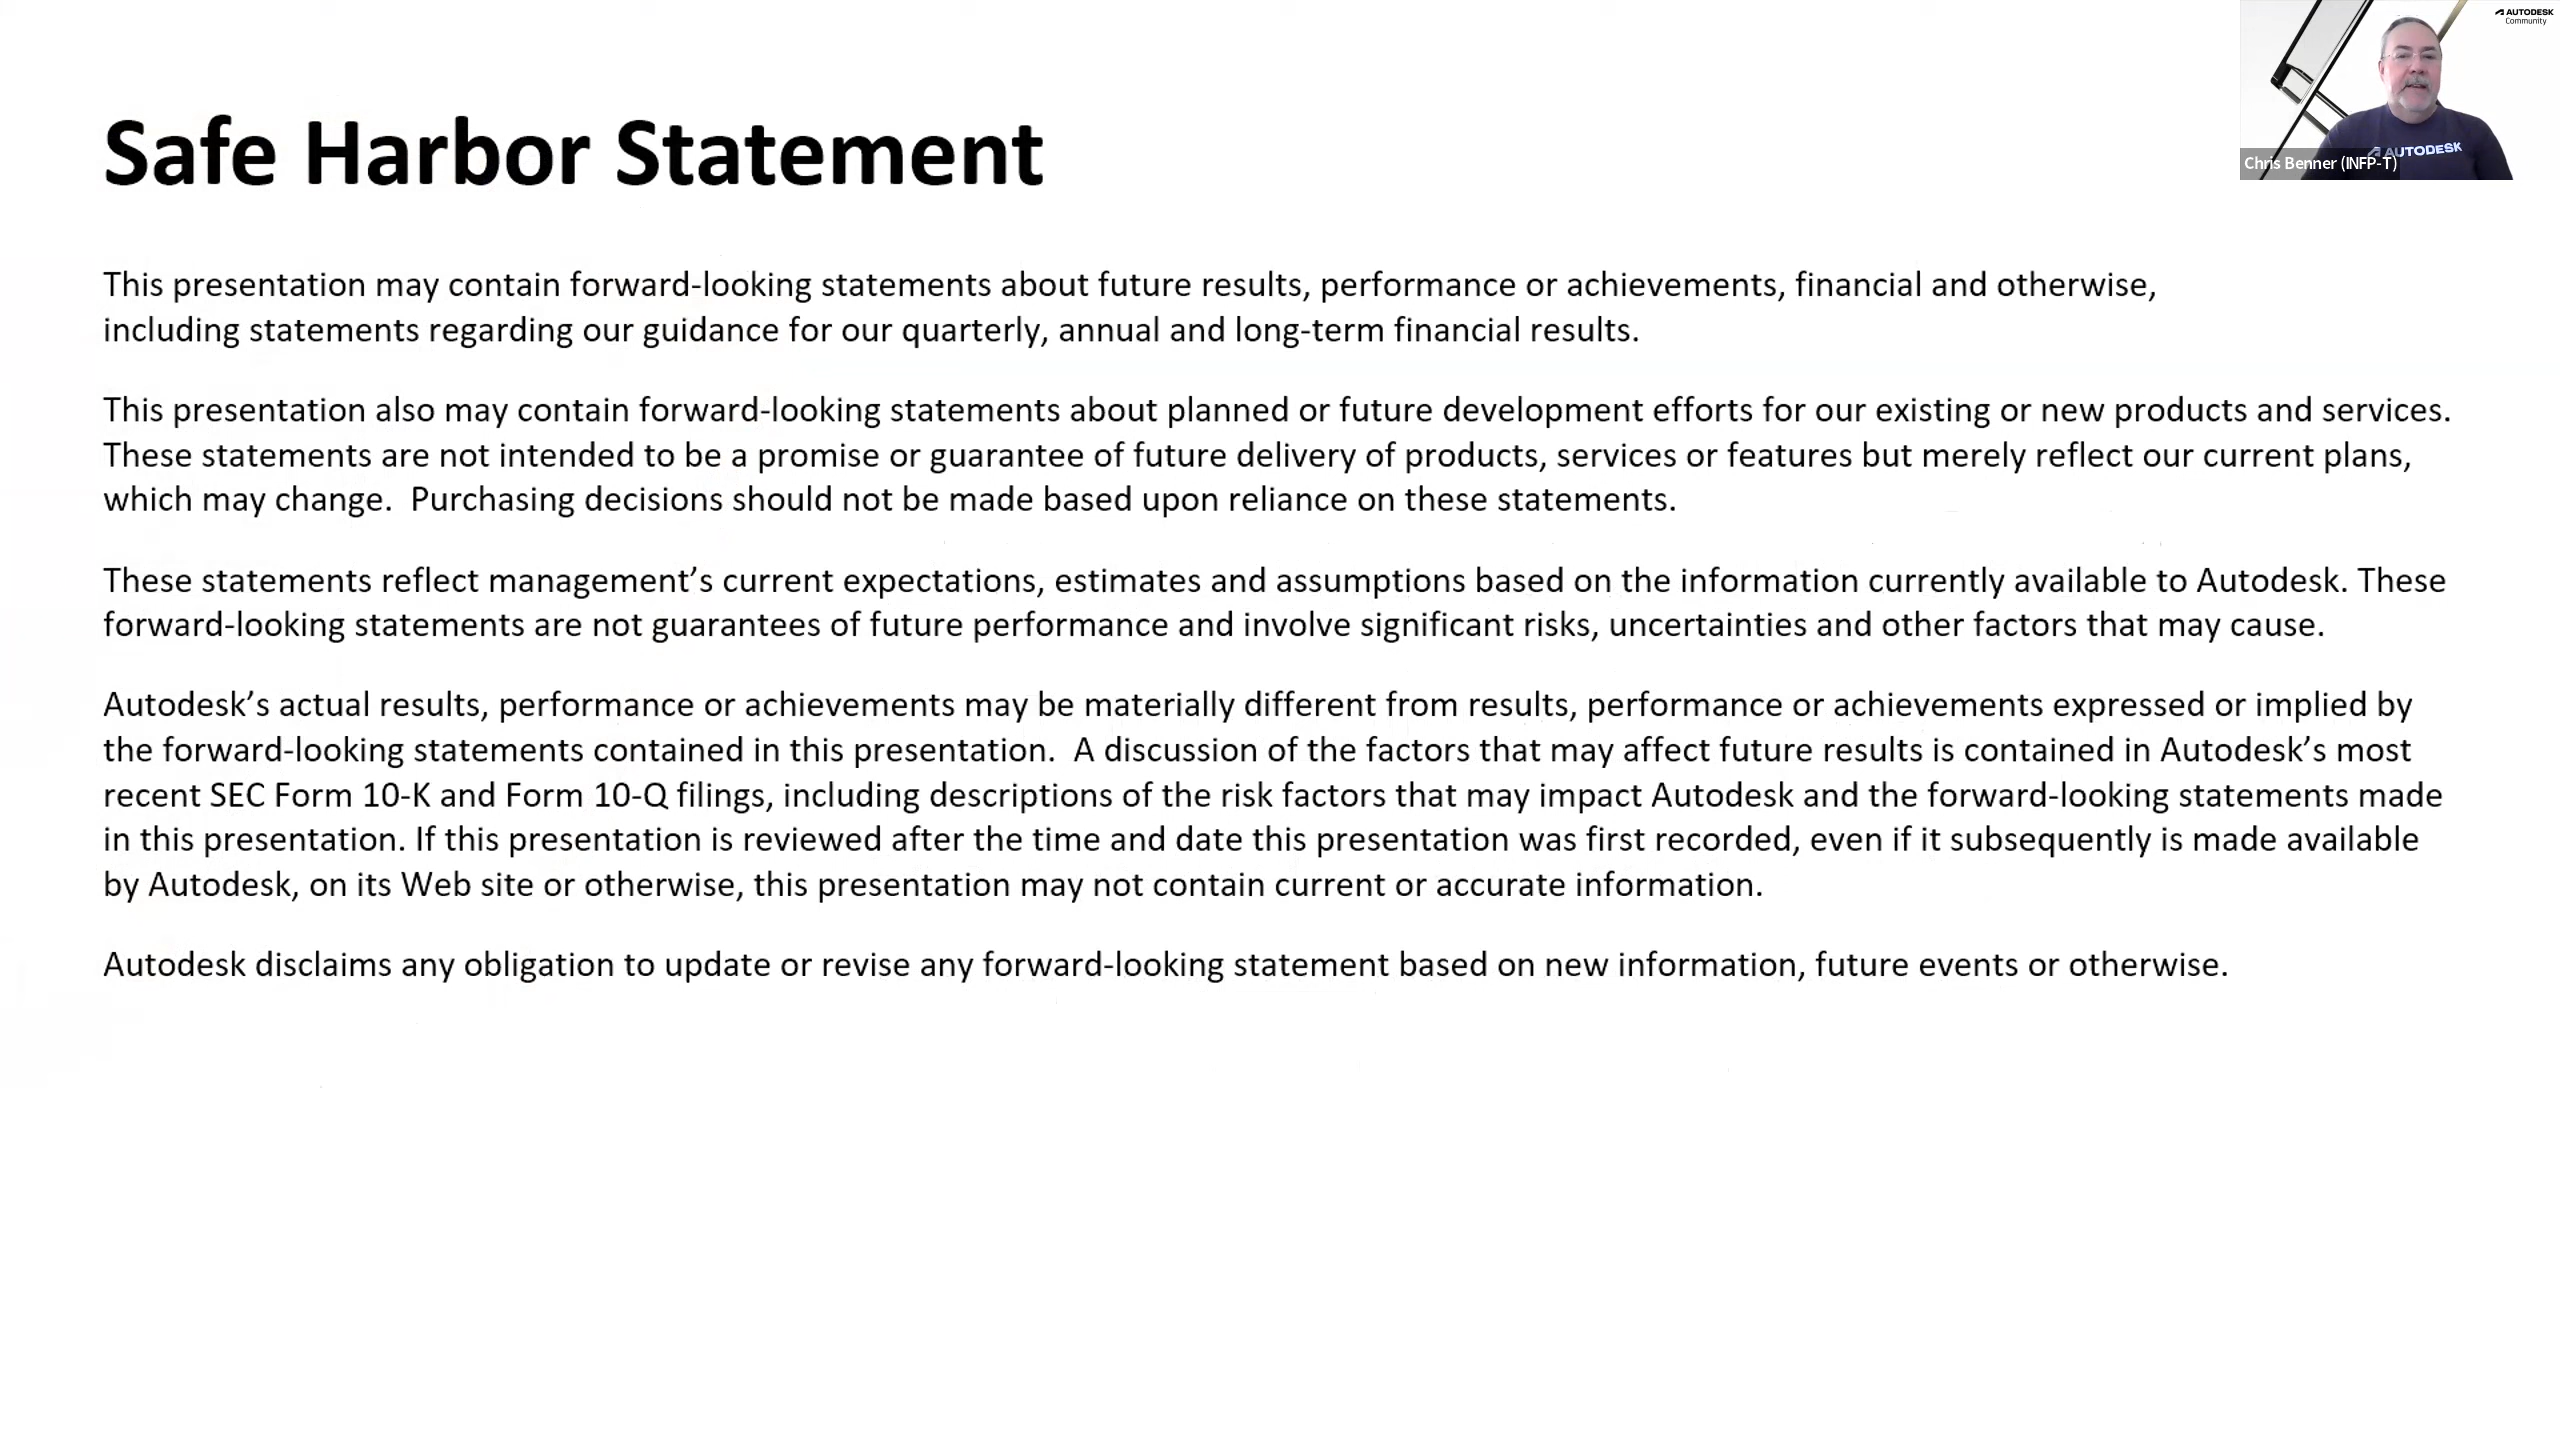 AUTODESK
Community
AUTODESK
Chris Benner (INFP-T)
Safe Harbor Statement
This presentation may contain forward-looking statements about future results, performance or achievements, financial and otherwise,
including statements regarding our guidance for our quarterly, annual and long-term financial results.
This presentation also may contain forward-looking statements about planned or future development efforts for our existing or new products and services.
These statements are not intended to be a promise or guarantee of future delivery of products, services or features but merely reflect our current plans,
which may change.  Purchasing decisions should not be made based upon reliance on these statements.
These statements reflect management’s current expectations, estimates and assumptions based on the information currently available to Autodesk. These
forward-looking statements are not guarantees of future performance and involve significant risks, uncertainties and other factors that may cause.
Autodesk’s actual results, performance or achievements may be materially different from results, performance or achievements expressed or implied by
the forward-looking statements contained in this presentation.  A discussion of the factors that may affect future results is contained in Autodesk’s most
recent SEC Form 10-K and Form 10-Q filings, including descriptions of the risk factors that may impact Autodesk and the forward-looking statements made
in this presentation. If this presentation is reviewed after the time and date this presentation was first recorded, even if it subsequently is made available
by Autodesk, on its Web site or otherwise, this presentation may not contain current or accurate information.
Autodesk disclaims any obligation to update or revise any forward-looking statement based on new information, future events or otherwise.